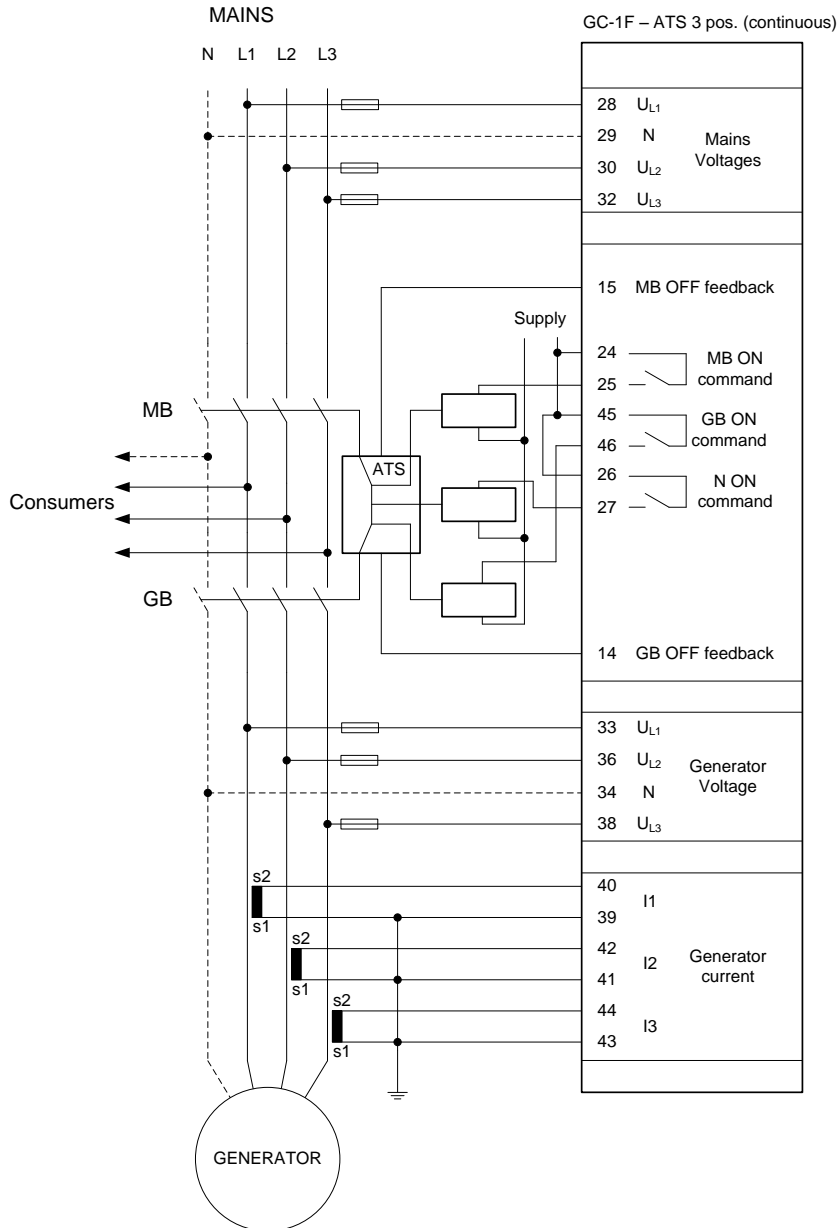 MAINS
GC-1F – ATS 3 pos. (continuous)
N L1 L2 L3
28 UL1
29 N
30 UL2
32 UL3
Mains
Voltages
15 MB OFF feedback
Supply
24
25
MB ON
command
45
46
GB ON
command
26
27
N ON
command
MB
ATS
Consumers
GB
14 GB OFF feedback
33 UL1
36 UL2
34 N
38 UL3
Generator
Voltage
s2
s1
40
39
I1
s2
s1
42
41
I2
Generator
current
s2
s1
44
43
I3
GENERATOR